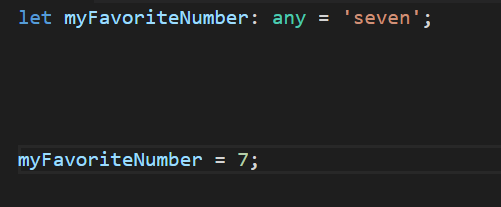 let myFavoriteNumber: any = 'seven';
myFavoriteNumber = 7;